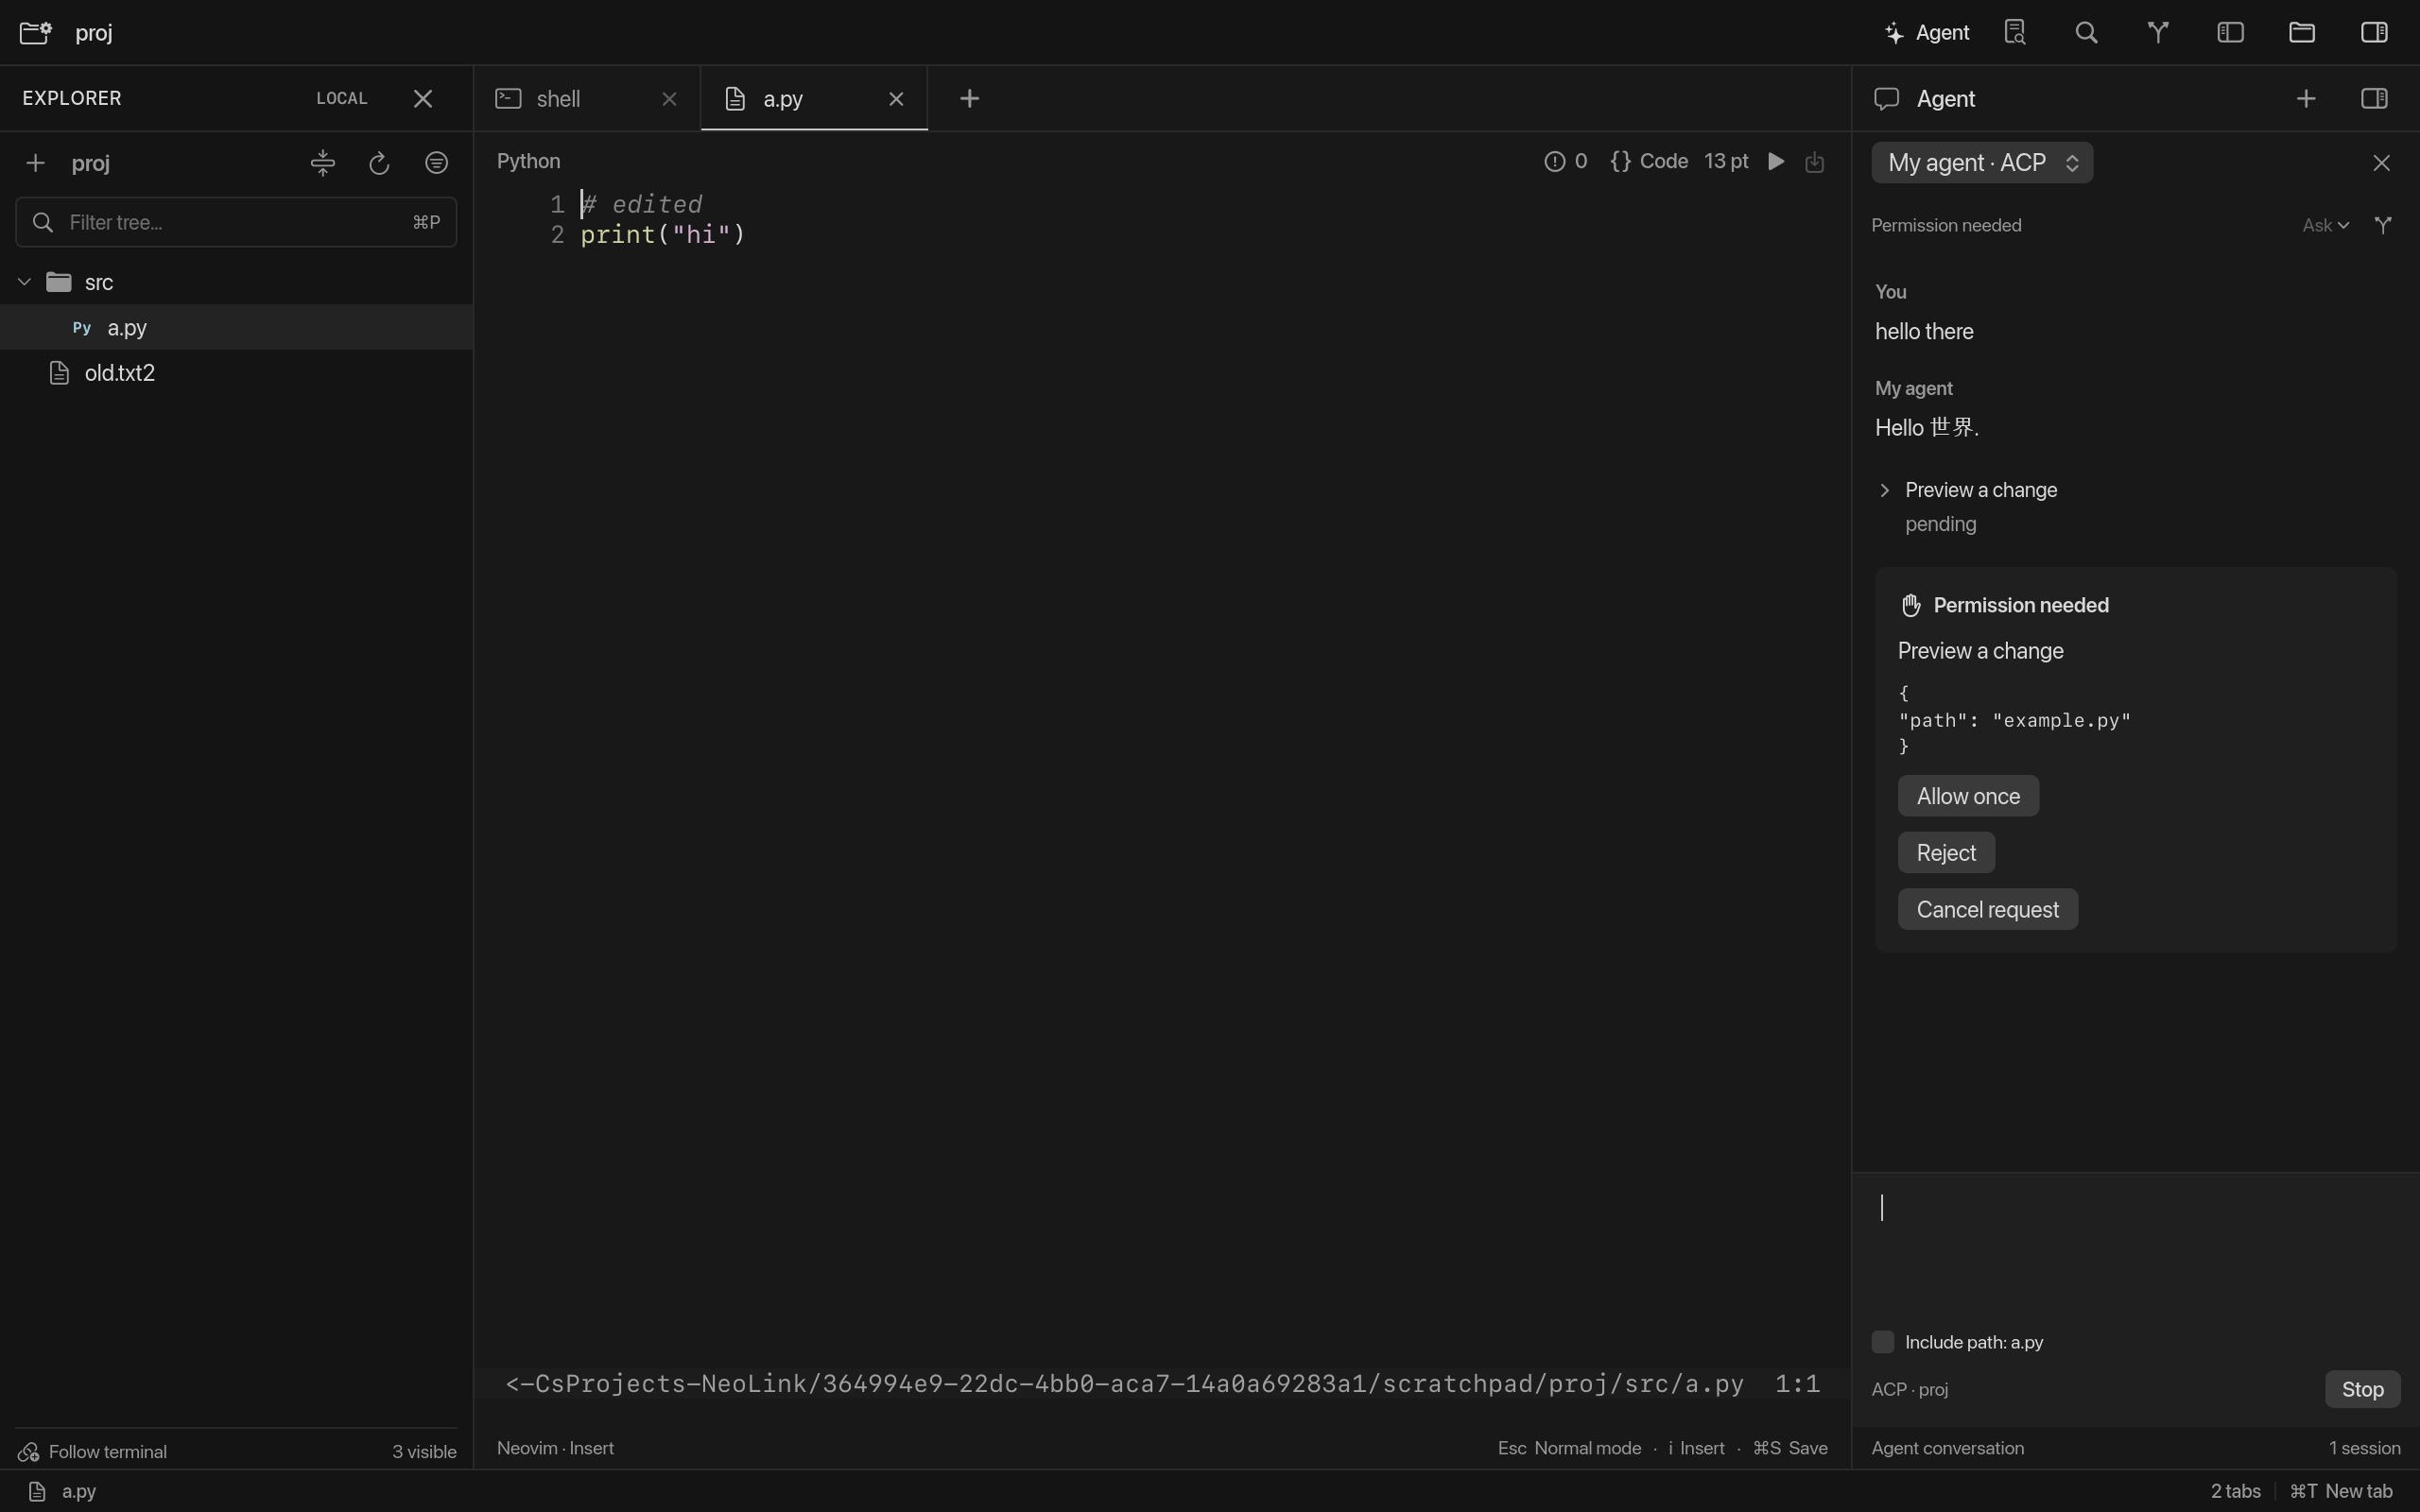 proj
Agent
EXPLORER LOCAL
shell
a.py
Agent
proj
Filter tree... ⌘P
src
Py a.py
old.txt2
Python
0 {} Code 13 pt
1 # edited
2 print("hi")
<-CsProjects-NeoLink/364994e9-22dc-4bb0-aca7-14a0a69283a1/scratchpad/proj/src/a.py 1:1
Neovim · Insert
Esc Normal mode · i Insert · ⌘S Save
My agent · ACP
Permission needed Ask
You
hello there
My agent
Hello 世界.
Preview a change
pending
Permission needed
Preview a change
{
"path": "example.py"
}
Allow once
Reject
Cancel request
Include path: a.py
ACP · proj Stop
Agent conversation 1 session
Follow terminal 3 visible
a.py
2 tabs ⌘T New tab